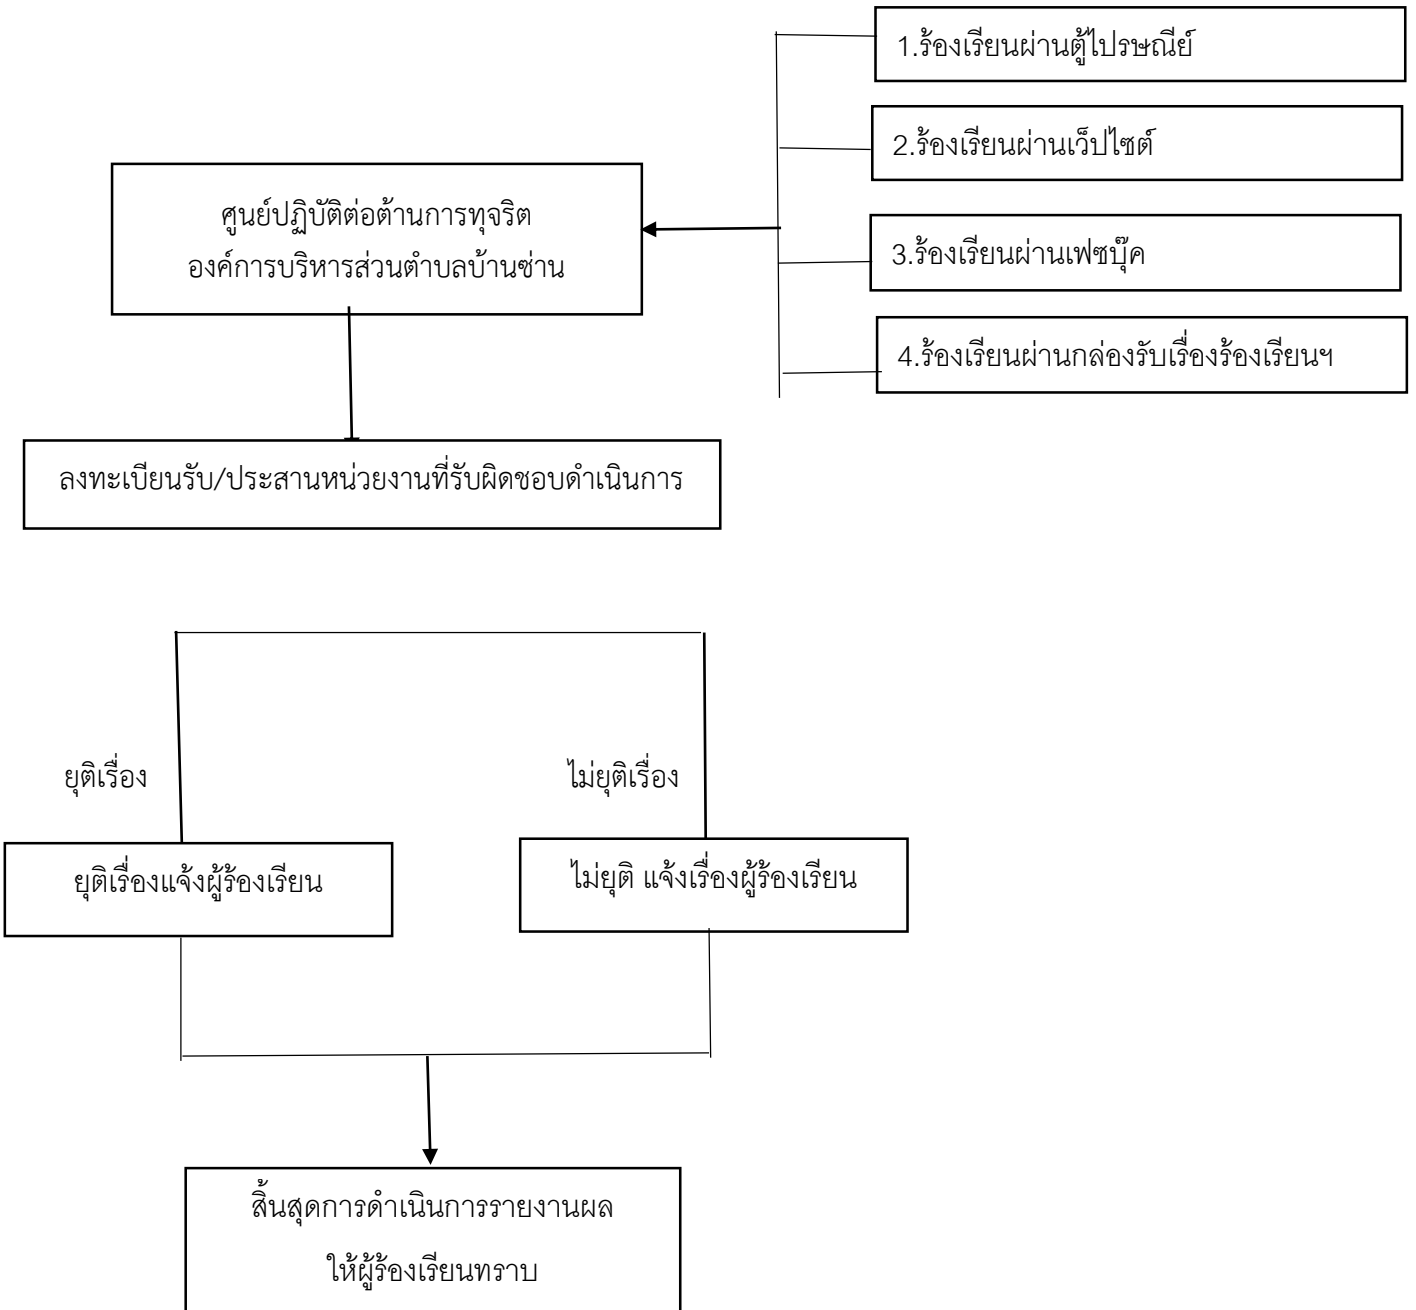 1.ร้องเรียนผ่านตู้ไปรษณีย์
2.ร้องเรียนผ่านเว็ปไซต์
ศูนย์ปฏิบัติต่อต้านการทุจริต
องค์การบริหารส่วนตำบลบ้านซ่าน
3.ร้องเรียนผ่านเฟซบุ๊ค
4.ร้องเรียนผ่านกล่องรับเรื่องร้องเรียนฯ
ลงทะเบียนรับ/ประสานหน่วยงานที่รับผิดชอบดำเนินการ
ยุติเรื่อง
ไม่ยุติเรื่อง
ยุติเรื่องแจ้งผู้ร้องเรียน
ไม่ยุติ แจ้งเรื่องผู้ร้องเรียน
สิ้นสุดการดำเนินการรายงานผล
ให้ผู้ร้องเรียนทราบ